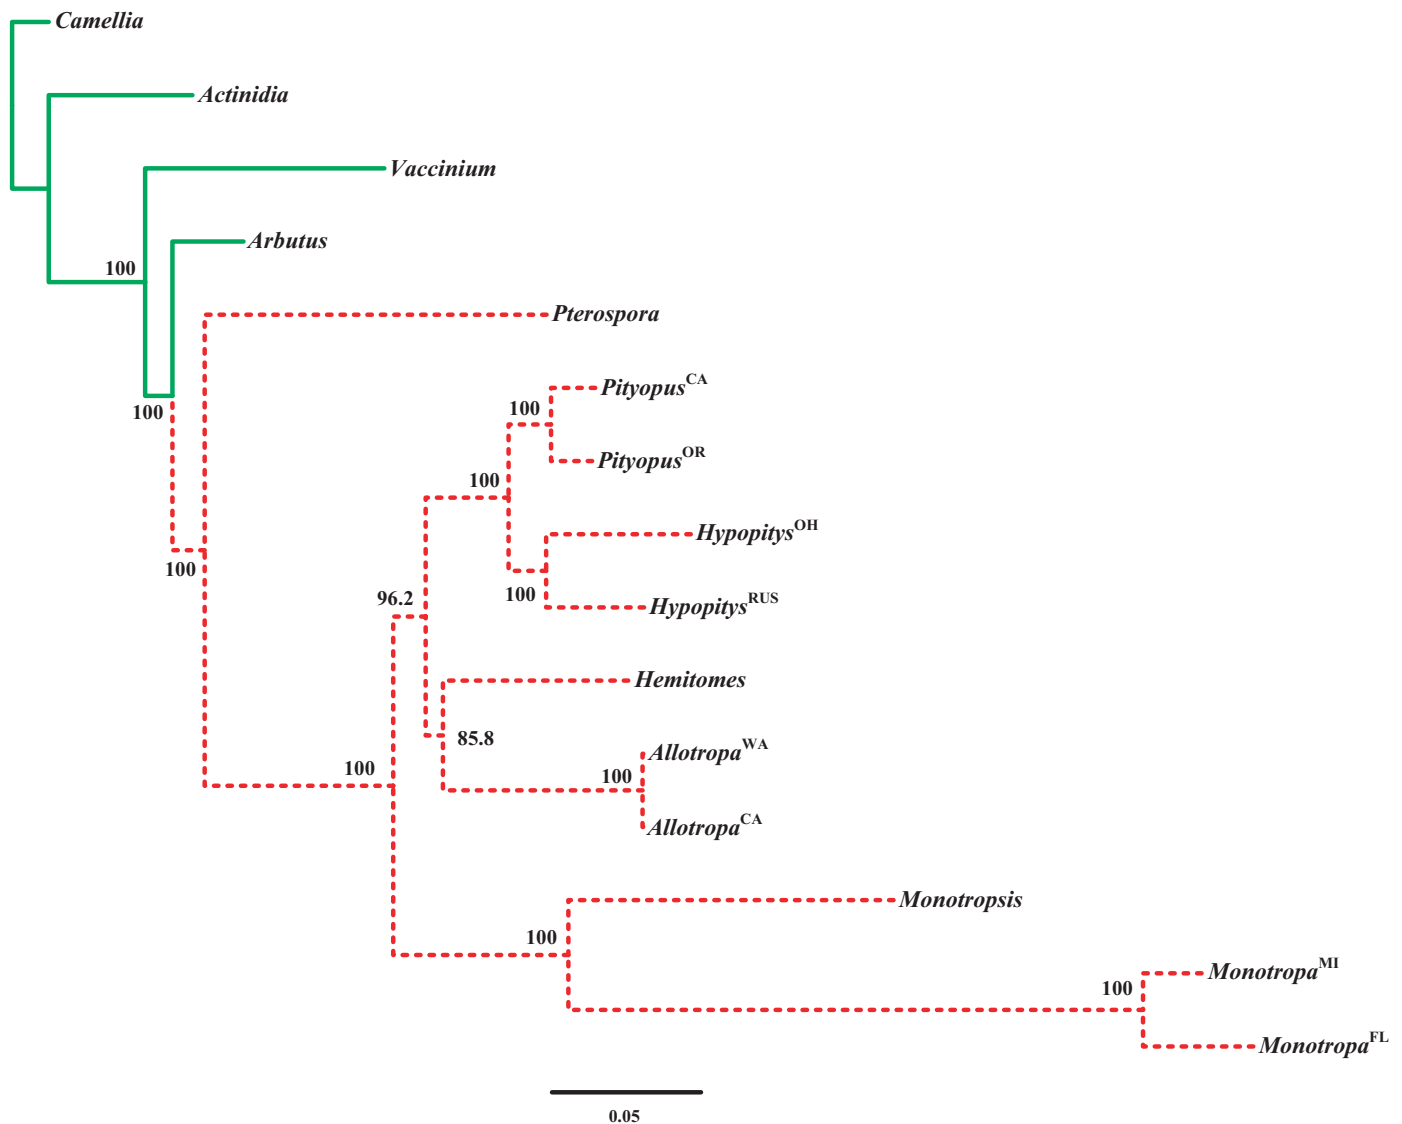 Camellia
Actinidia
Vaccinium
Arbutus
100
Pterospora
Pityopus^CA
100
100
Pityopus^OR
100
Hypopitys^OH
100
100
Hypopitys^RUS
96.2
Hemitomes
85.8
Allotropa^WA
100
100
Allotropa^CA
Monotropsis
100
Monotropa^MI
100
Monotropa^FL
0.05